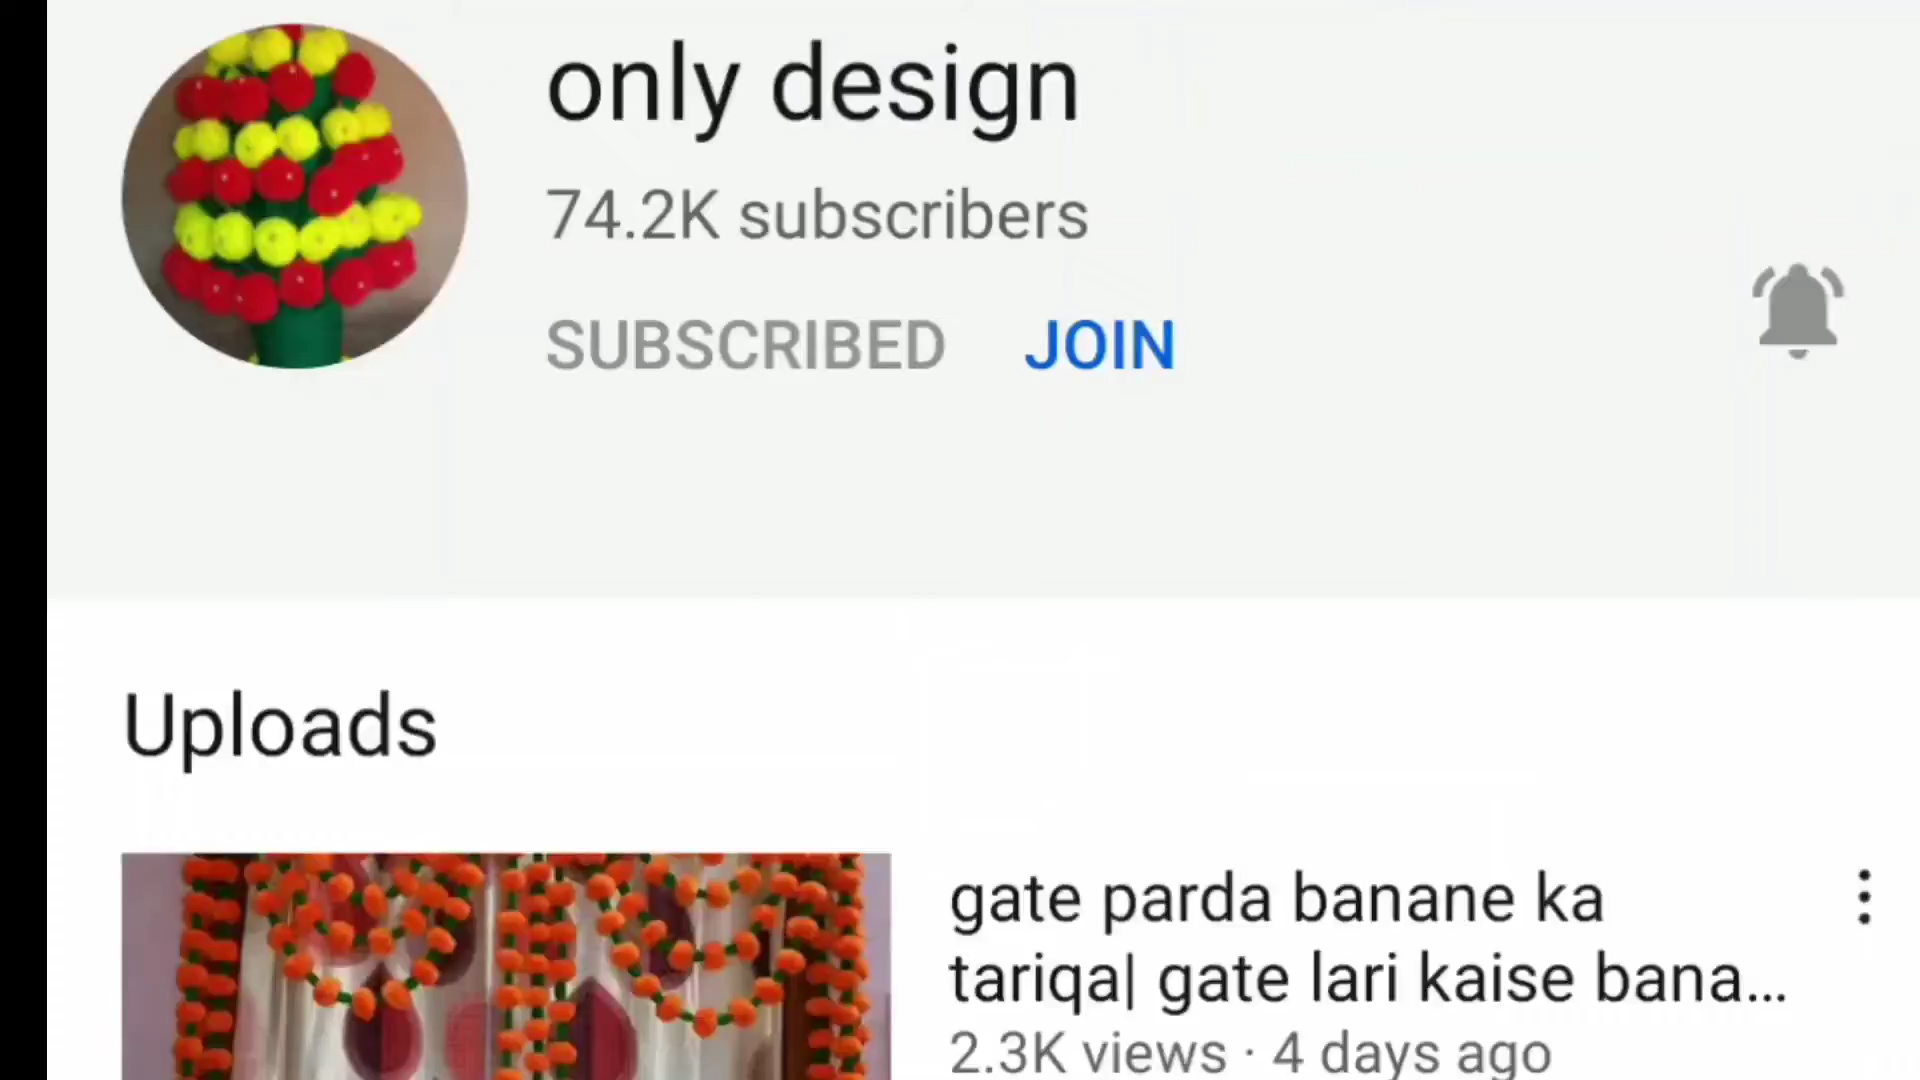 only design
74.2K subscribers
SUBSCRIBED JOIN
Uploads
gate parda banane ka
tariqa| gate lari kaise bana...
2.3K views · 4 days ago